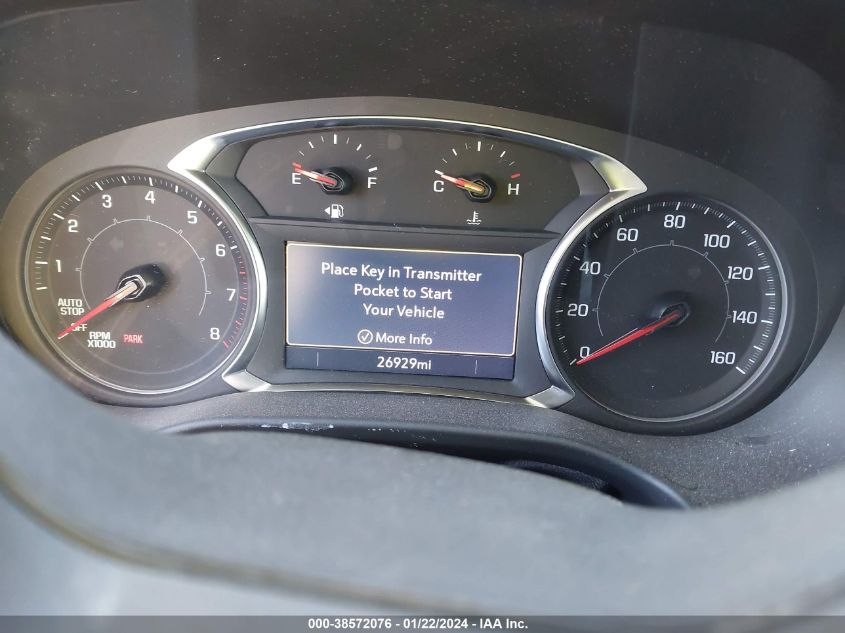 E F
C H
1 2 3 4 5 6 7 8
AUTO
STOP
OFF
RPM
X1000
PARK
Place Key in Transmitter
Pocket to Start
Your Vehicle
More Info
26929mi
0 20 40 60 80 100 120 140 160
000-38572076 - 01/22/2024 - IAA Inc.